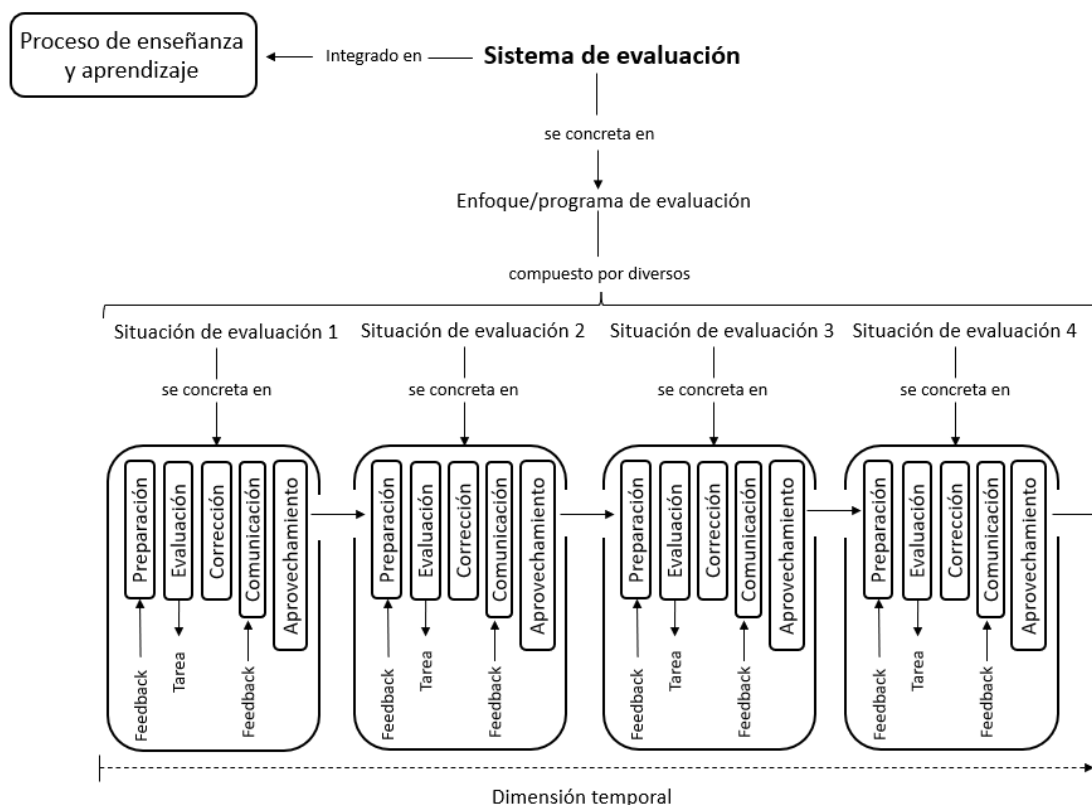 Proceso de enseñanza
y aprendizaje
Integrado en
Sistema de evaluación
se concreta en
Enfoque/programa de evaluación
compuesto por diversos
Situación de evaluación 1
Situación de evaluación 2
Situación de evaluación 3
Situación de evaluación 4
se concreta en
se concreta en
se concreta en
se concreta en
Preparación
Evaluación
Corrección
Comunicación
Aprovechamiento
Feedback
Tarea
Feedback
Preparación
Evaluación
Corrección
Comunicación
Aprovechamiento
Feedback
Tarea
Feedback
Preparación
Evaluación
Corrección
Comunicación
Aprovechamiento
Feedback
Tarea
Feedback
Preparación
Evaluación
Corrección
Comunicación
Aprovechamiento
Feedback
Tarea
Feedback
Dimensión temporal